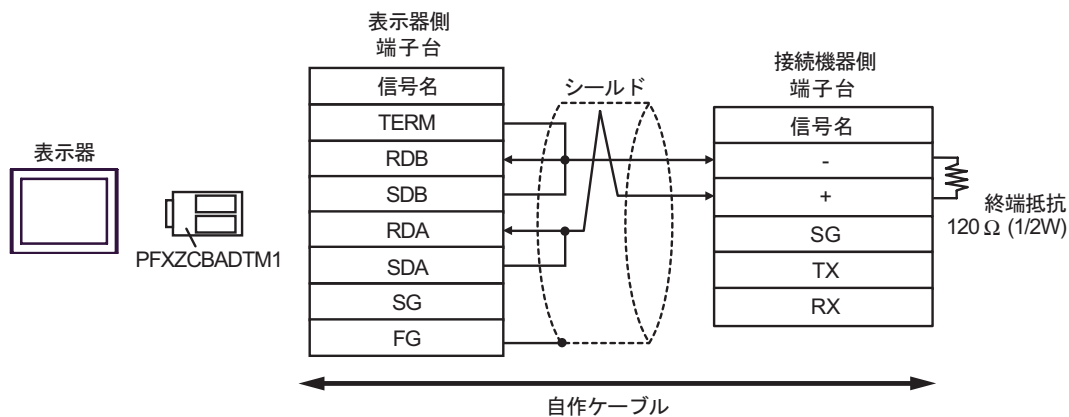 表示器
PFXZCBADTM1
表示器側
端子台
信号名
TERM
RDB
SDB
RDA
SDA
SG
FG
シールド
接続機器側
端子台
信号名
-
+
SG
TX
RX
終端抵抗
120 Ω (1/2W)
自作ケーブル